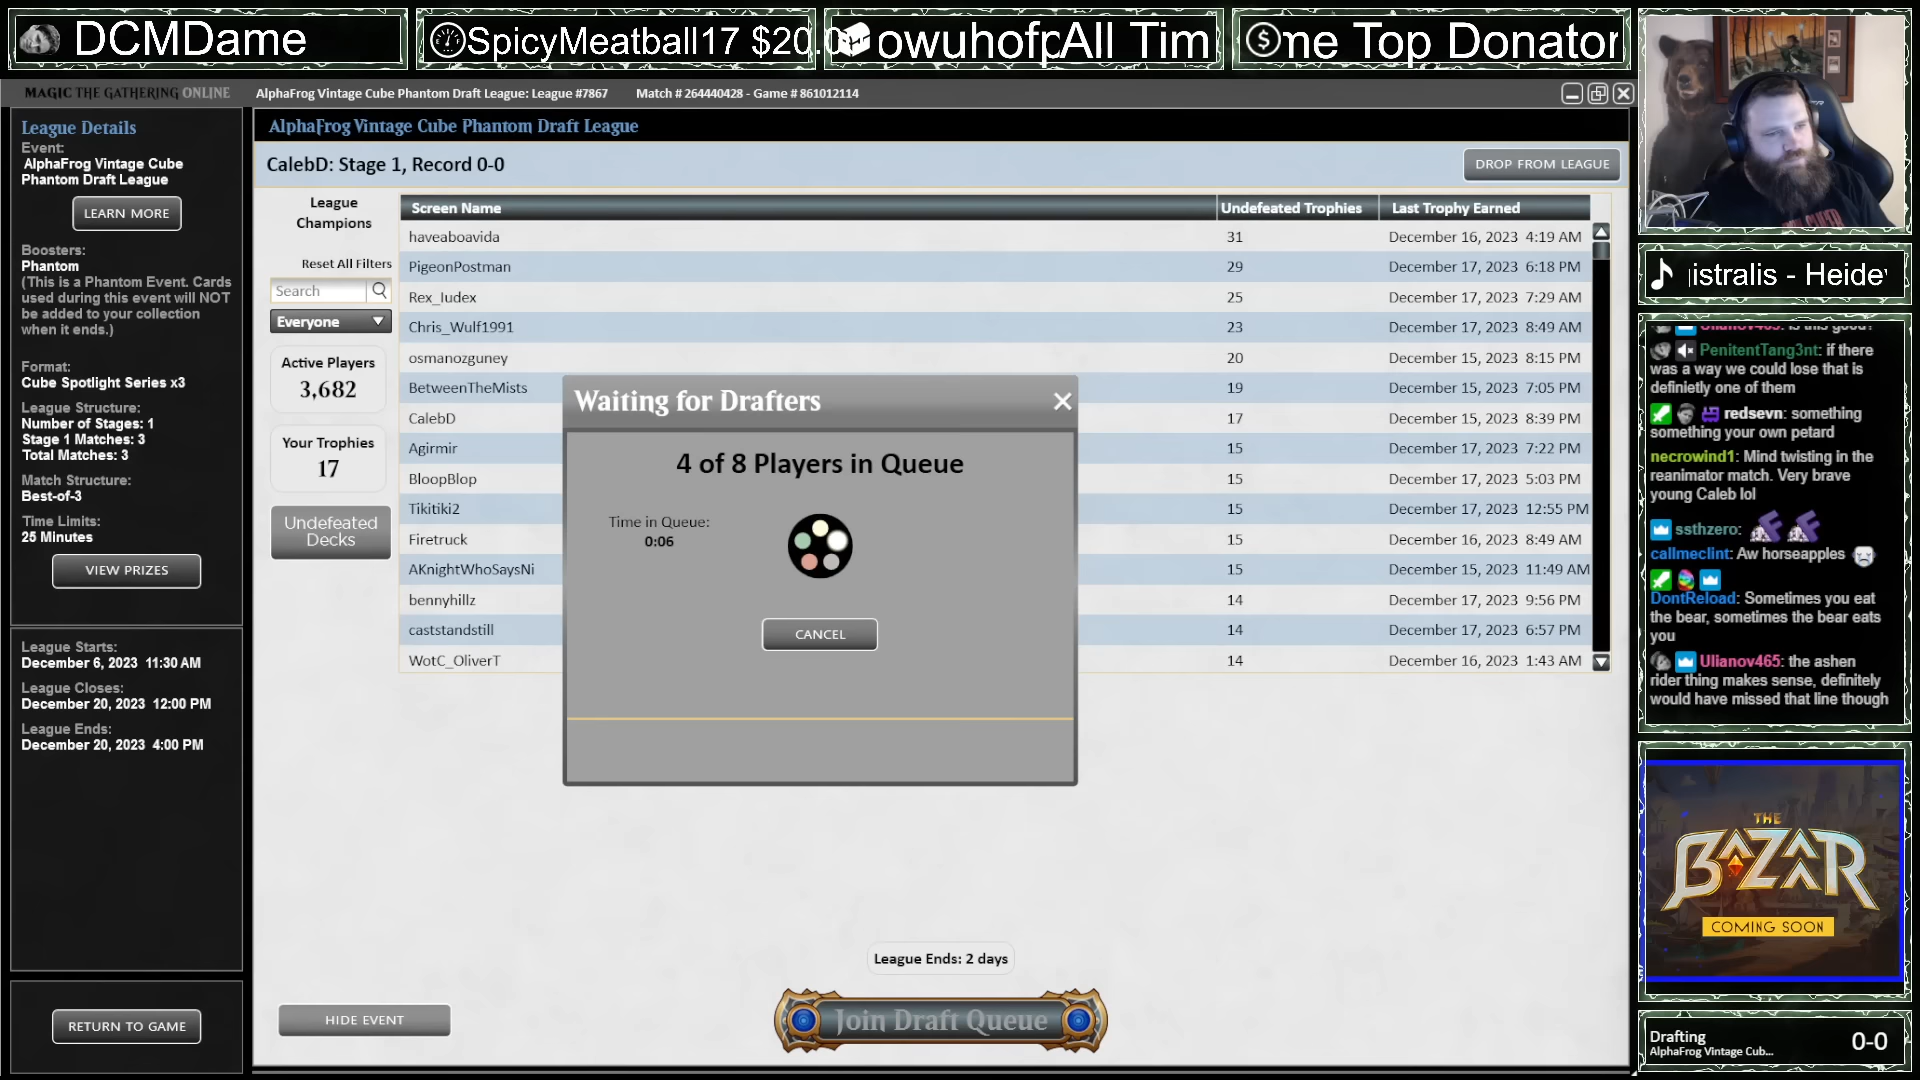 DCMDame
SpicyMeatball17 $20.0
owuhofp
All Tim
me Top Donator
MAGIC THE GATHERING ONLINE
AlphaFrog Vintage Cube Phantom Draft League: League #7867
Match # 264440428 - Game # 861012114
League Details
Event:
AlphaFrog Vintage Cube
Phantom Draft League
LEARN MORE
Boosters:
Phantom
(This is a Phantom Event. Cards
used during this event will NOT
be added to your collection
when it ends.)
Format:
Cube Spotlight Series x3
League Structure:
Number of Stages: 1
Stage 1 Matches: 3
Total Matches: 3
Match Structure:
Best-of-3
Time Limits:
25 Minutes
VIEW PRIZES
League Starts:
December 6, 2023 11:30 AM
League Closes:
December 20, 2023 12:00 PM
League Ends:
December 20, 2023 4:00 PM
RETURN TO GAME
AlphaFrog Vintage Cube Phantom Draft League
CalebD: Stage 1, Record 0-0
DROP FROM LEAGUE
League
Champions
Reset All Filters
Search
Everyone
Active Players
3,682
Your Trophies
17
Undefeated
Decks
Screen Name Undefeated Trophies Last Trophy Earned
haveaboavida 31 December 16, 2023 4:19 AM
PigeonPostman 29 December 17, 2023 6:18 PM
Rex_Iudex 25 December 17, 2023 7:29 AM
Chris_Wulf1991 23 December 17, 2023 8:49 AM
osmanozguney 20 December 15, 2023 8:15 PM
BetweenTheMists 19 December 15, 2023 7:05 PM
CalebD 17 December 15, 2023 8:39 PM
Agirmir 15 December 17, 2023 7:22 PM
BloopBlop 15 December 17, 2023 5:03 PM
Tikitiki2 15 December 17, 2023 12:55 PM
Firetruck 15 December 16, 2023 8:49 AM
AKnightWhoSaysNi 15 December 15, 2023 11:49 AM
bennyhillz 14 December 17, 2023 9:56 PM
caststandstill 14 December 17, 2023 6:57 PM
WotC_OliverT 14 December 16, 2023 1:43 AM
Waiting for Drafters
4 of 8 Players in Queue
Time in Queue:
0:06
CANCEL
League Ends: 2 days
HIDE EVENT
Join Draft Queue
istralis - Heidev
Ulianov465: is this good?
PenitentTang3nt: if there
was a way we could lose that is
definietly one of them
redsevn: something
something your own petard
necrowind1: Mind twisting in the
reanimator match. Very brave
young Caleb lol
ssthzero:
callmeclint: Aw horseapples
DontReload: Sometimes you eat
the bear, sometimes the bear eats
you
Ulianov465: the ashen
rider thing makes sense, definitely
would have missed that line though
THE
BAZAAR
COMING SOON
Drafting
AlphaFrog Vintage Cub...
0-0